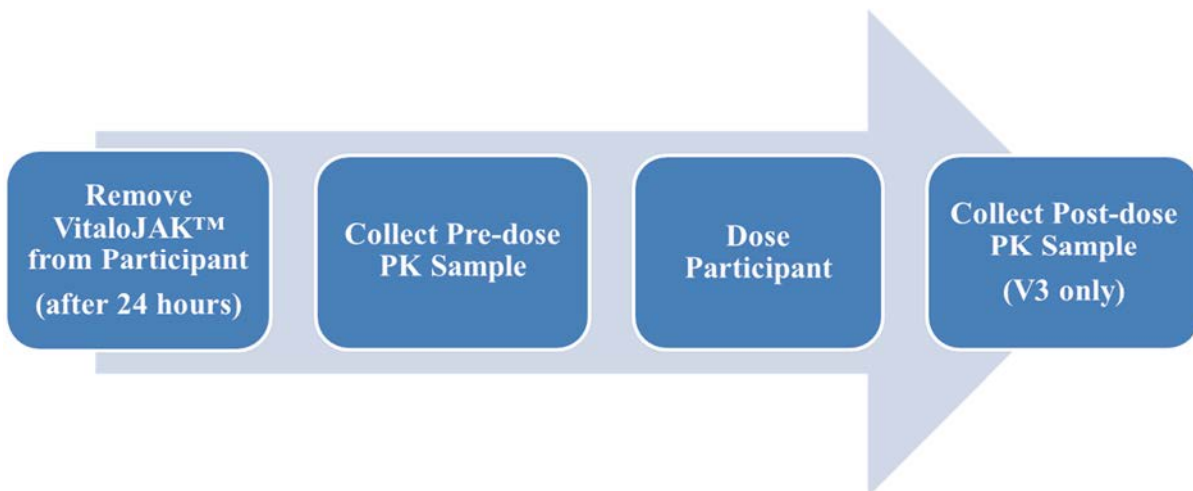 Remove
VitaloJAK™
from Participant
(after 24 hours)
Collect Pre-dose
PK Sample
Dose
Participant
Collect Post-dose
PK Sample
(V3 only)